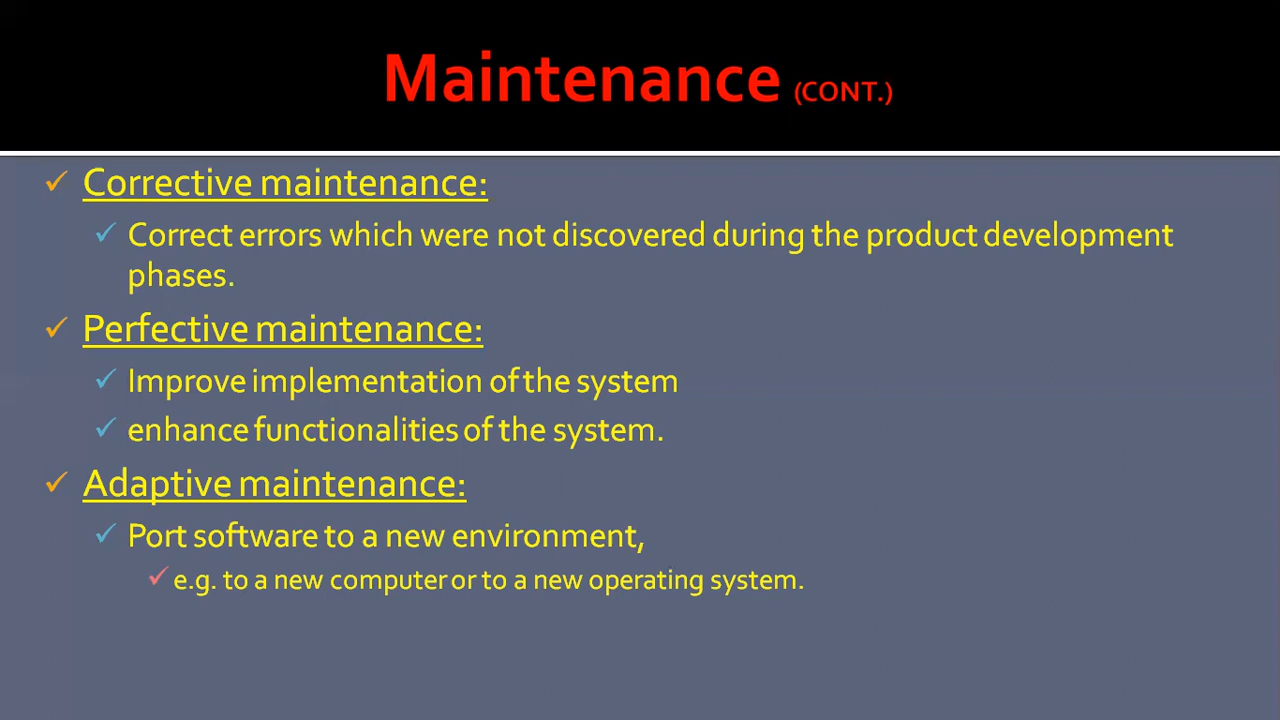 Maintenance (CONT.)
Corrective maintenance:
Correct errors which were not discovered during the product development
phases.
Perfective maintenance:
Improve implementation of the system
enhance functionalities of the system.
Adaptive maintenance:
Port software to a new environment,
e.g. to a new computer or to a new operating system.